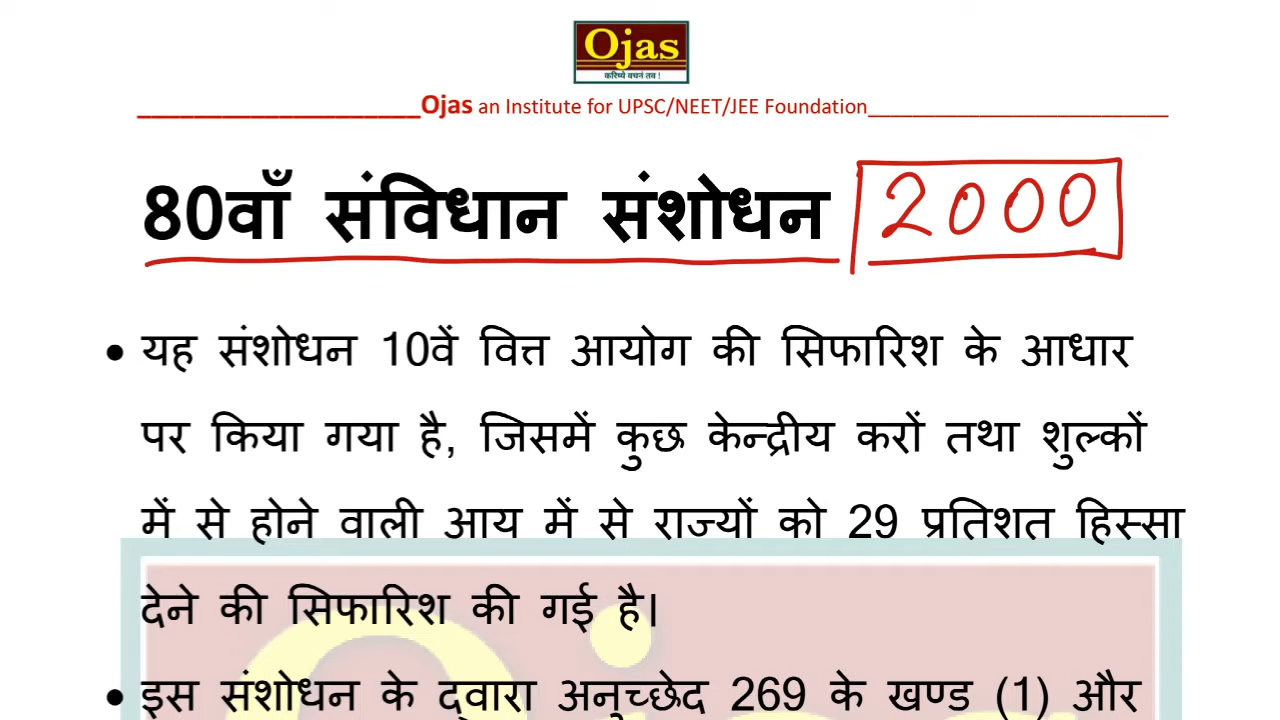 Ojas
करिष्ये वचनं तव !
Ojas an Institute for UPSC/NEET/JEE Foundation
80वाँ संविधान संशोधन 2000
• यह संशोधन 10वें वित्त आयोग की सिफारिश के आधार
पर किया गया है, जिसमें कुछ केन्द्रीय करों तथा शुल्कों
में से होने वाली आय में से राज्यों को 29 प्रतिशत हिस्सा
देने की सिफारिश की गई है।
• इस संशोधन के द्वारा अनुच्छेद 269 के खण्ड (1) और